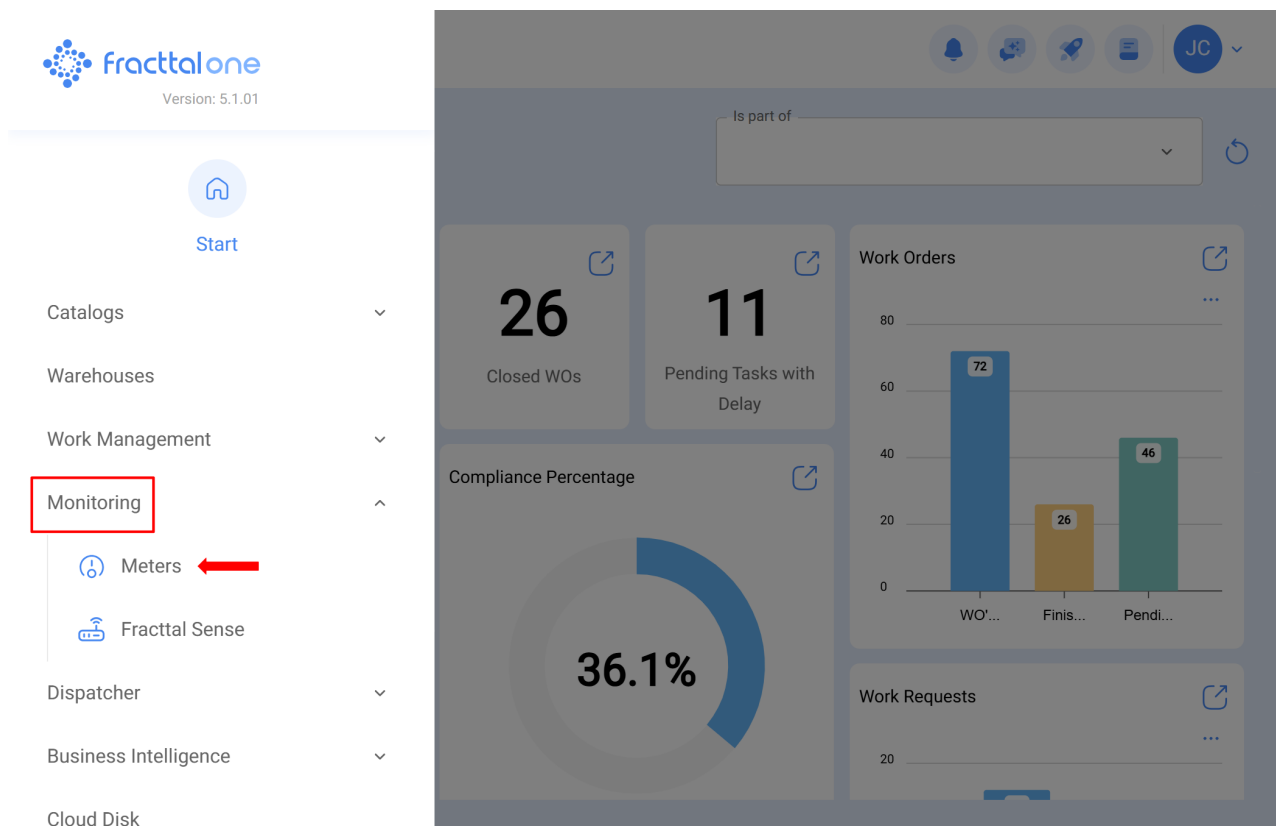 fracttalone
Version: 5.1.01
JC
Is part of
Start
Catalogs
Warehouses
Work Management
Monitoring
Meters
Fracttal Sense
Dispatcher
Business Intelligence
Cloud Disk
26
Closed WOs
11
Pending Tasks with
Delay
Work Orders
...
80
60
40
20
0
72
26
46
WO'...
Finis...
Pendi...
Compliance Percentage
36.1%
Work Requests
...
20